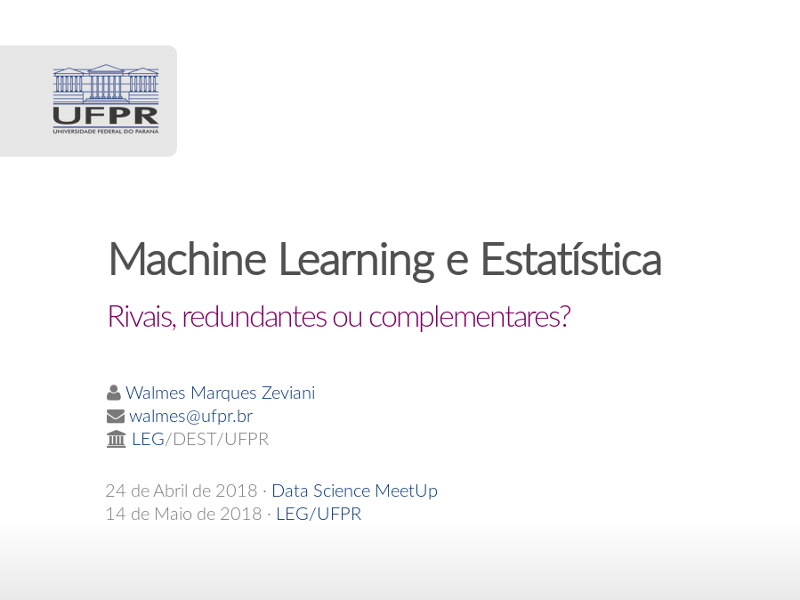 UFPR
UNIVERSIDADE FEDERAL DO PARANÁ
Machine Learning e Estatística
Rivais, redundantes ou complementares?
Walmes Marques Zeviani
walmes@ufpr.br
LEG/DEST/UFPR
24 de Abril de 2018 · Data Science MeetUp
14 de Maio de 2018 · LEG/UFPR